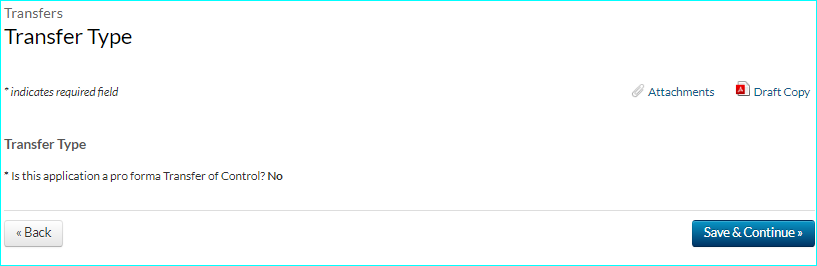 Transfers
Transfer Type
* indicates required field
Attachments
Draft Copy
Transfer Type
* Is this application a pro forma Transfer of Control? No
« Back
Save & Continue »